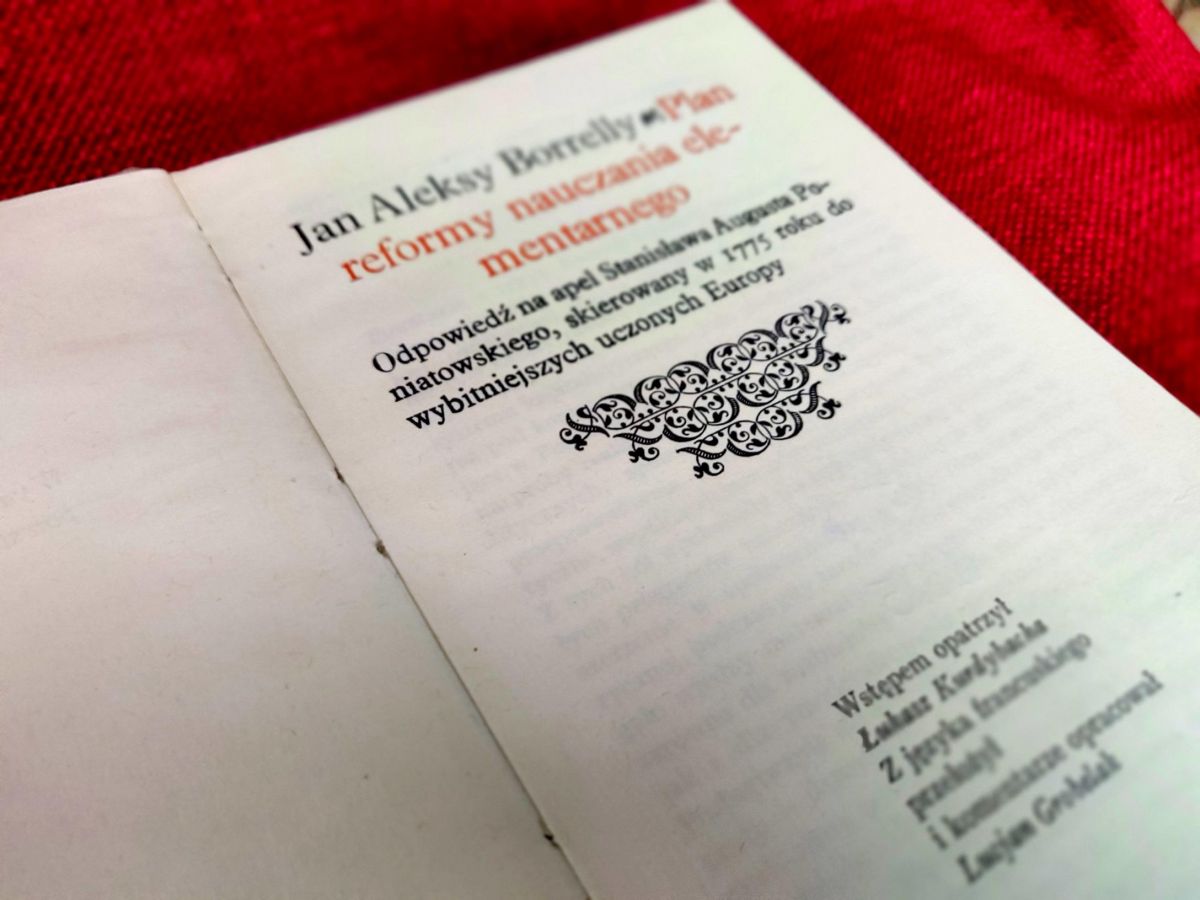 Jan Aleksy Borrelly Plan
reformy nauczania ele-
mentarnego
Odpowiedź na apel Stanisława Augusta Po-
niatowskiego, skierowany w 1775 roku do
wybitniejszych uczonych Europy
Wstępem opatrzył
Łukasz Kurdybacha
Z języka francuskiego
przełożył
i komentarze opracował
Lucjan Grobelak